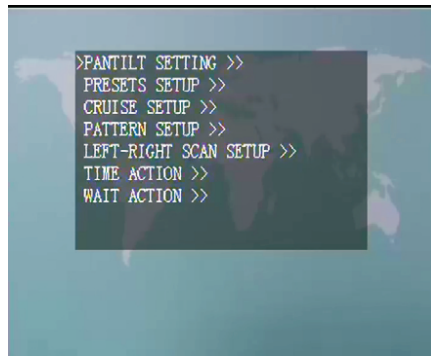 >PANTILT SETTING >>
PRESETS SETUP >>
CRUISE SETUP >>
PATTERN SETUP >>
LEFT-RIGHT SCAN SETUP >>
TIME ACTION >>
WAIT ACTION >>